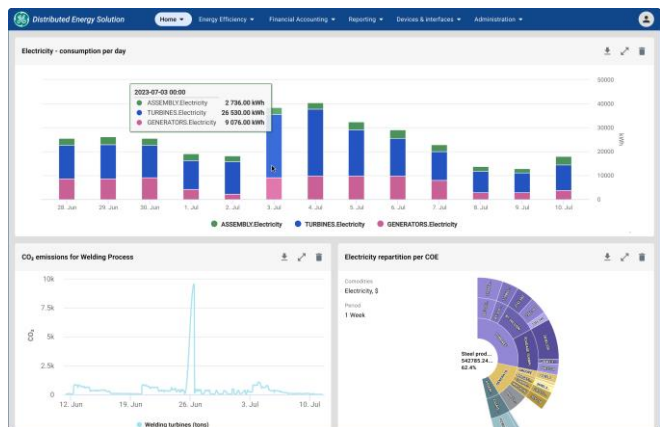 Distributed Energy Solution
Home
Energy Efficiency
Financial Accounting
Reporting
Devices & interfaces
Administration
Electricity - consumption per day
2023-07-03 00:00
ASSEMBLY.Electricity 2 736.00 kWh
TURBINES.Electricity 26 530.00 kWh
GENERATORS.Electricity 9 076.00 kWh
50000
40000
30000
20000
10000
0
kWh
28. Jun 29. Jun 30. Jun 1. Jul 2. Jul 3. Jul 4. Jul 5. Jul 6. Jul 7. Jul 8. Jul 9. Jul 10. Jul
ASSEMBLY.Electricity TURBINES.Electricity GENERATORS.Electricity
CO₂ emissions for Welding Process
10k
7.5k
5k
2.5k
0
CO₂
12. Jun 19. Jun 26. Jun 3. Jul 10. Jul
Welding turbines (tons)
Electricity repartition per COE
Commodities
Electricity, $
Period
1 Week
Steel prod...
542785.24...
62.4%